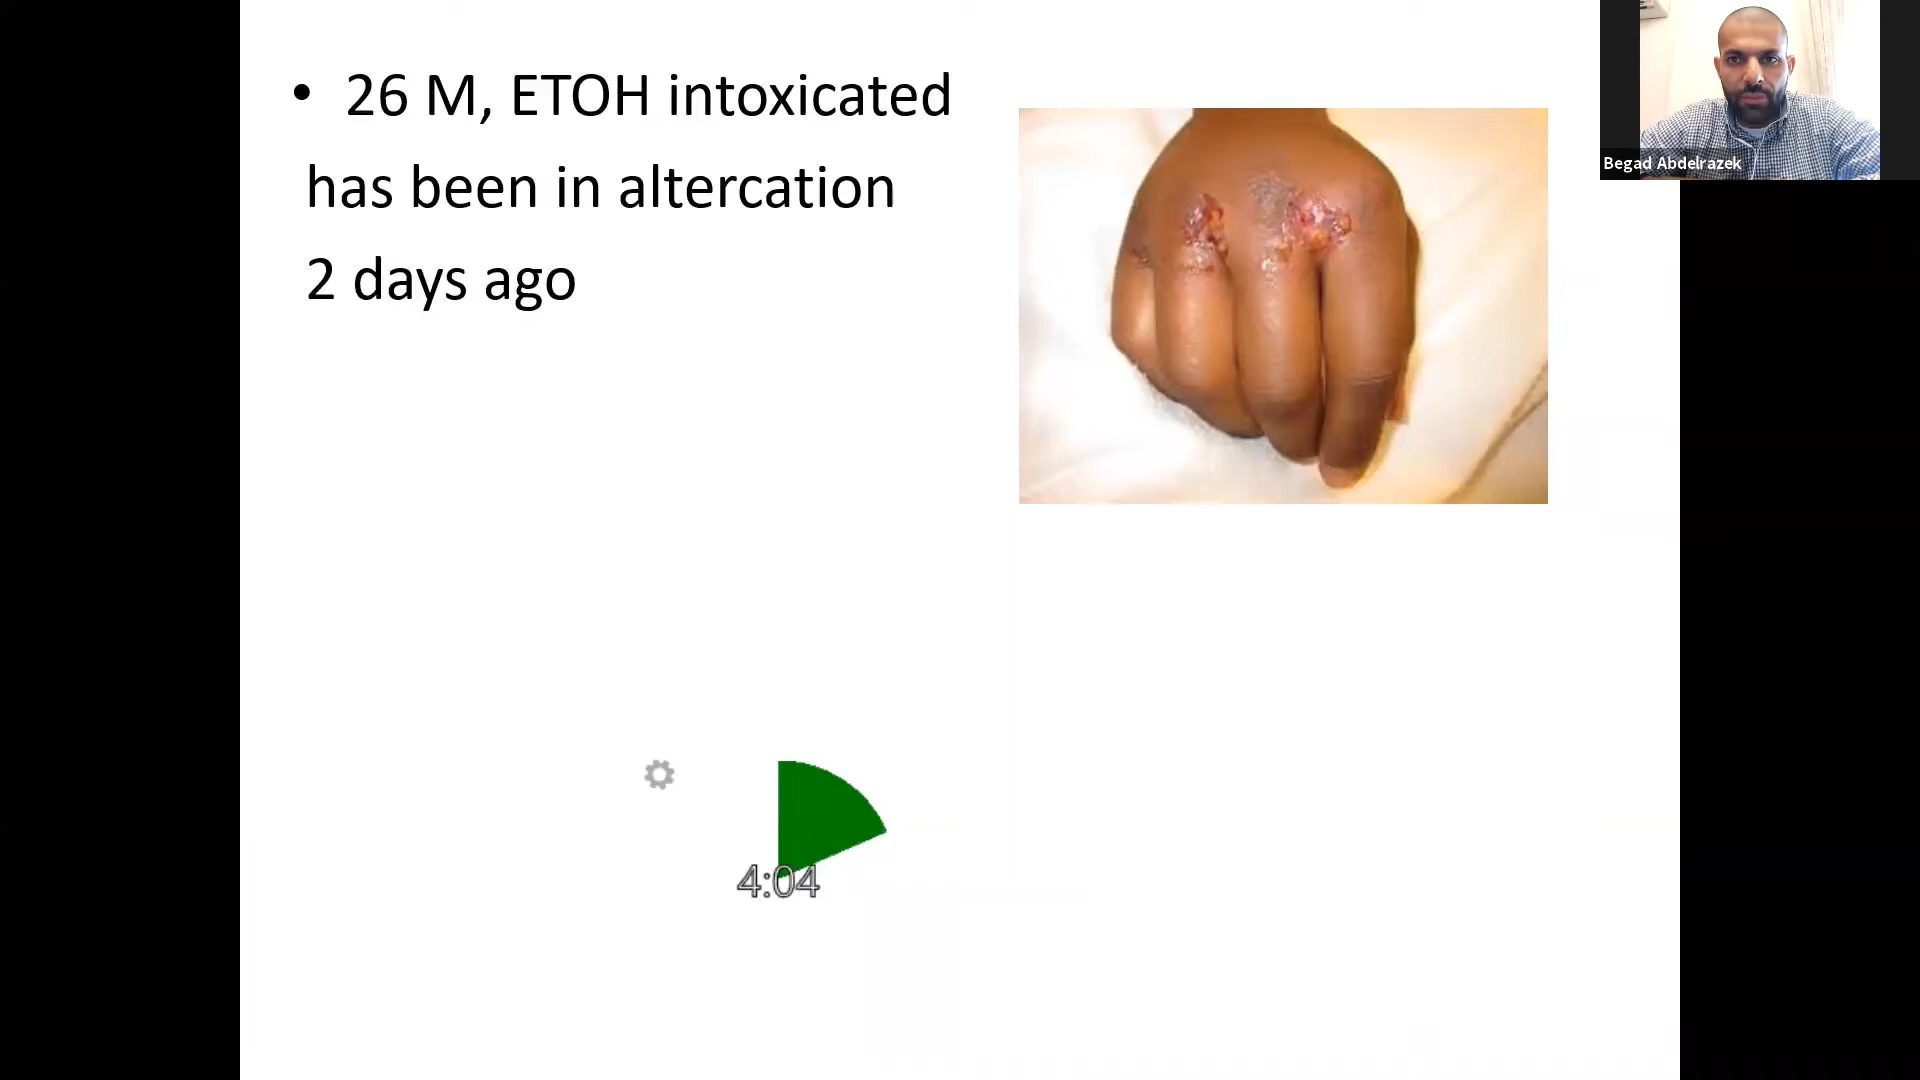 • 26 M, ETOH intoxicated
has been in altercation
2 days ago
Begad Abdelrazek
4:04